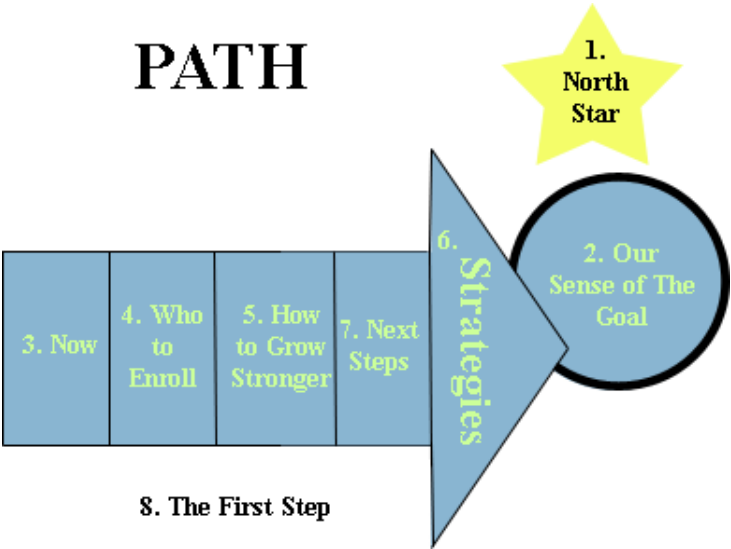 PATH
1.
North
Star
2. Our
Sense of The
Goal
3. Now
4. Who
to
Enroll
5. How
to Grow
Stronger
7. Next
Steps
6.
Strategies
8. The First Step